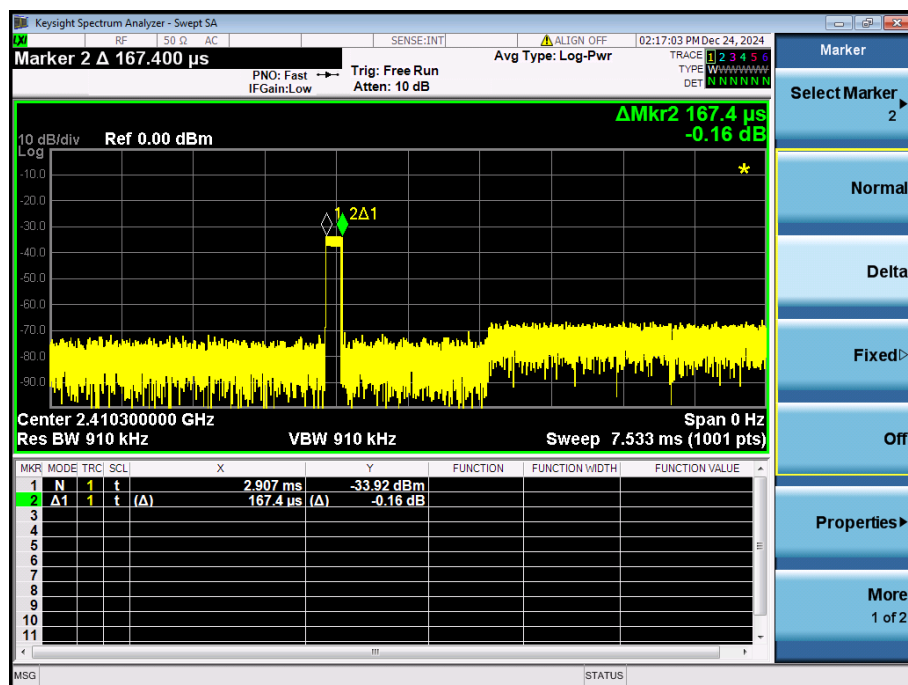 Keysight Spectrum Analyzer - Swept SA
LXI RF 50 Ω AC SENSE:INT ALIGN OFF 02:17:03 PM Dec 24, 2024
Marker 2 Δ 167.400 µs
PNO: Fast
IFGain:Low
Trig: Free Run
Atten: 10 dB
Avg Type: Log-Pwr
TRACE 1 2 3 4 5 6
TYPE WWWWWW
DET N N N N N N
ΔMkr2 167.4 µs
-0.16 dB
10 dB/div Ref 0.00 dBm
Log
-10.0
-20.0
1 2Δ1
-30.0
-40.0
-50.0
-60.0
-70.0
-80.0
-90.0
Center 2.410300000 GHz Span 0 Hz
Res BW 910 kHz VBW 910 kHz Sweep 7.533 ms (1001 pts)
MKR MODE TRC SCL X Y FUNCTION FUNCTION WIDTH FUNCTION VALUE
1 N 1 t 2.907 ms -33.92 dBm
2 Δ1 1 t (Δ) 167.4 µs (Δ) -0.16 dB
3
4
5
6
7
8
9
10
11
MSG STATUS
Marker
Select Marker
2
Normal
Delta
Fixed
Off
Properties
More
1 of 2